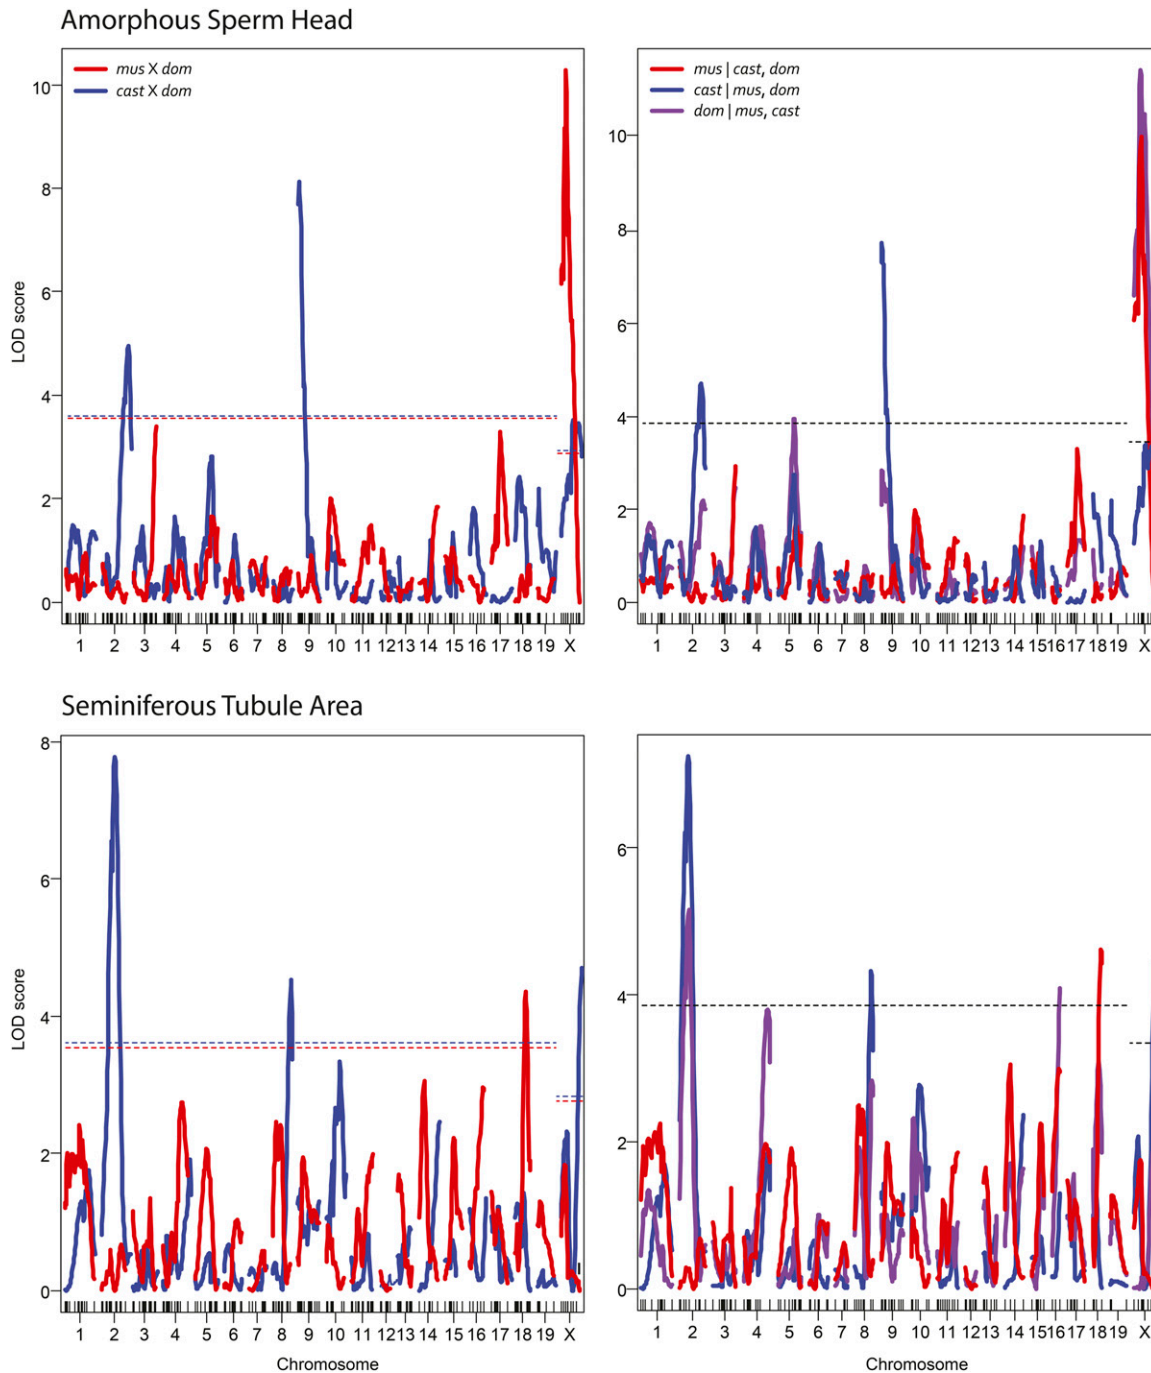 Amorphous Sperm Head
mus X dom
cast X dom
10
8
6
4
2
0
LOD score
1 2 3 4 5 6 7 8 9 10 11 12 13 14 15 16 17 18 19 X
mus | cast, dom
cast | mus, dom
dom | mus, cast
10
8
6
4
2
0
1 2 3 4 5 6 7 8 9 10 11 12 13 14 15 16 17 18 19 X
Seminiferous Tubule Area
8
6
4
2
0
LOD score
1 2 3 4 5 6 7 8 9 10 11 12 13 14 15 16 17 18 19 X
Chromosome
6
4
2
0
1 2 3 4 5 6 7 8 9 10 11 12 13 14 15 16 17 18 19 X
Chromosome